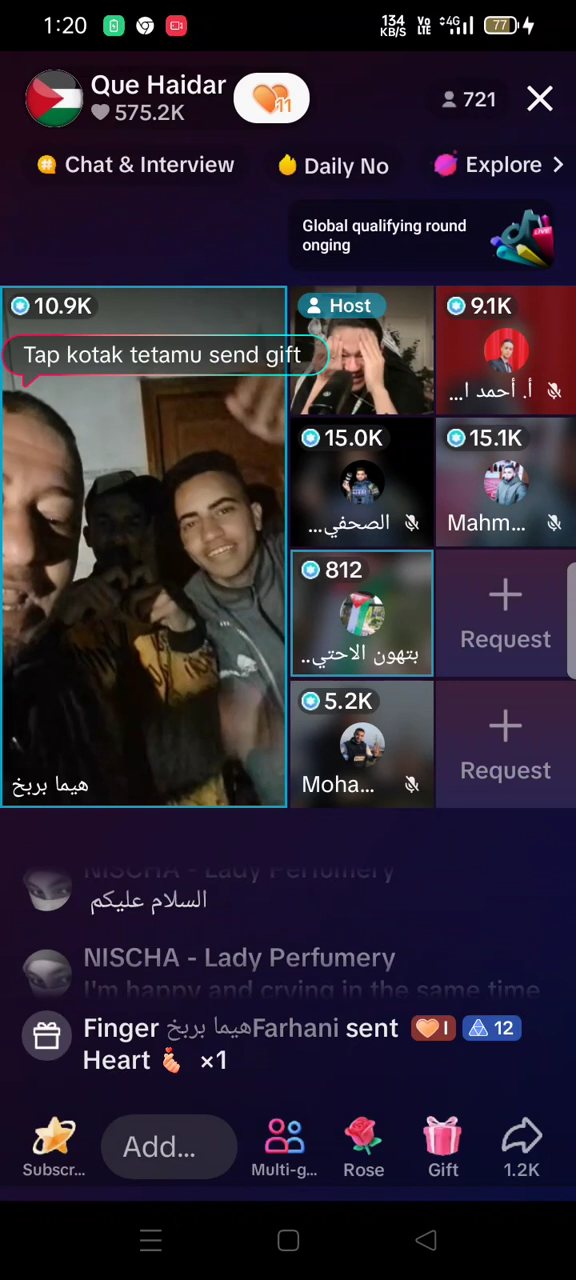 1:20
134 KB/S Vo LTE 4G 77
Que Haidar
575.2K
11
721
Chat & Interview
Daily No
Explore
Global qualifying round
onging
10.9K
Tap kotak tetamu send gift
هيما بربخ
Host
9.1K
أ. أحمد ا...
15.0K
الصحفي...
15.1K
Mahm...
812
بتهون الاحتي..
Request
5.2K
Moha...
Request
NISCHA - Lady Perfumery
السلام عليكم
NISCHA - Lady Perfumery
I'm happy and crying in the same time
Finger هيما بربخFarhani sent I 12
Heart ×1
Subscr...
Add...
Multi-g...
Rose
Gift
1.2K